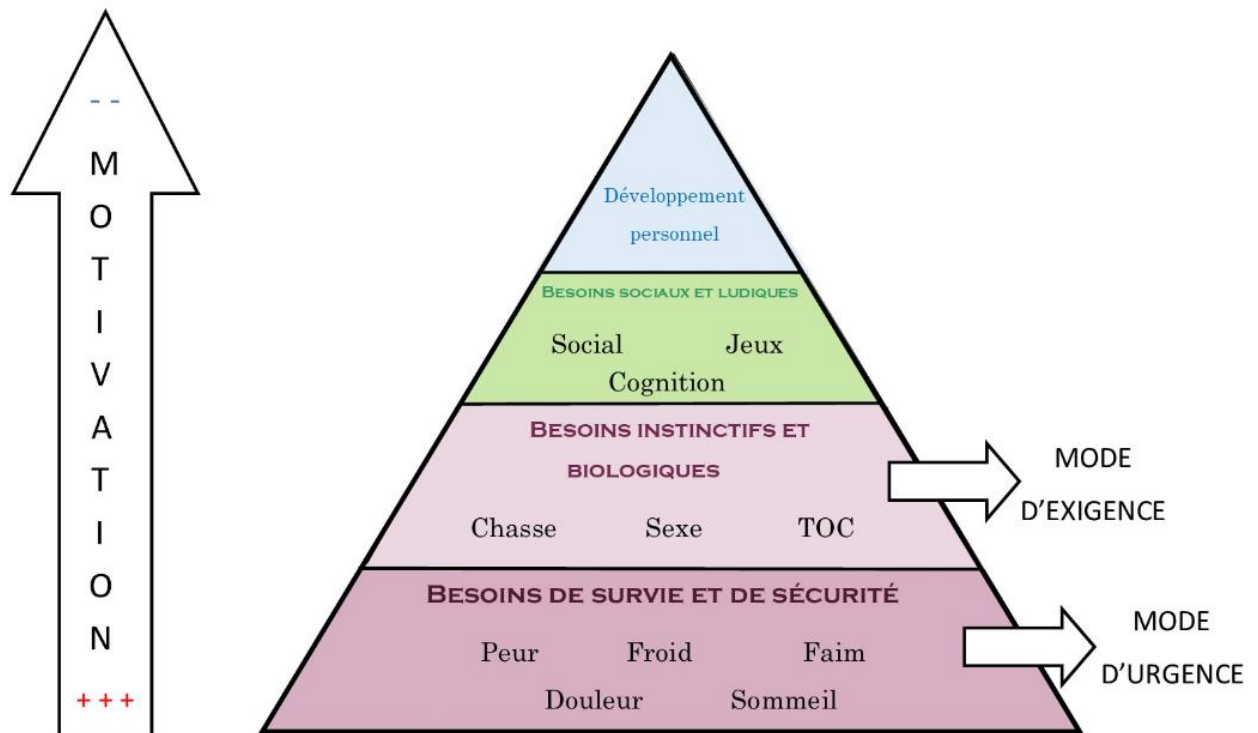 - -
M
O
T
I
V
A
T
I
O
N
+ + +
Développement
personnel
BESOINS SOCIAUX ET LUDIQUES
Social Jeux
Cognition
BESOINS INSTINCTIFS ET
BIOLOGIQUES
Chasse Sexe TOC
MODE
D'EXIGENCE
BESOINS DE SURVIE ET DE SÉCURITÉ
Peur Froid Faim
Douleur Sommeil
MODE
D'URGENCE